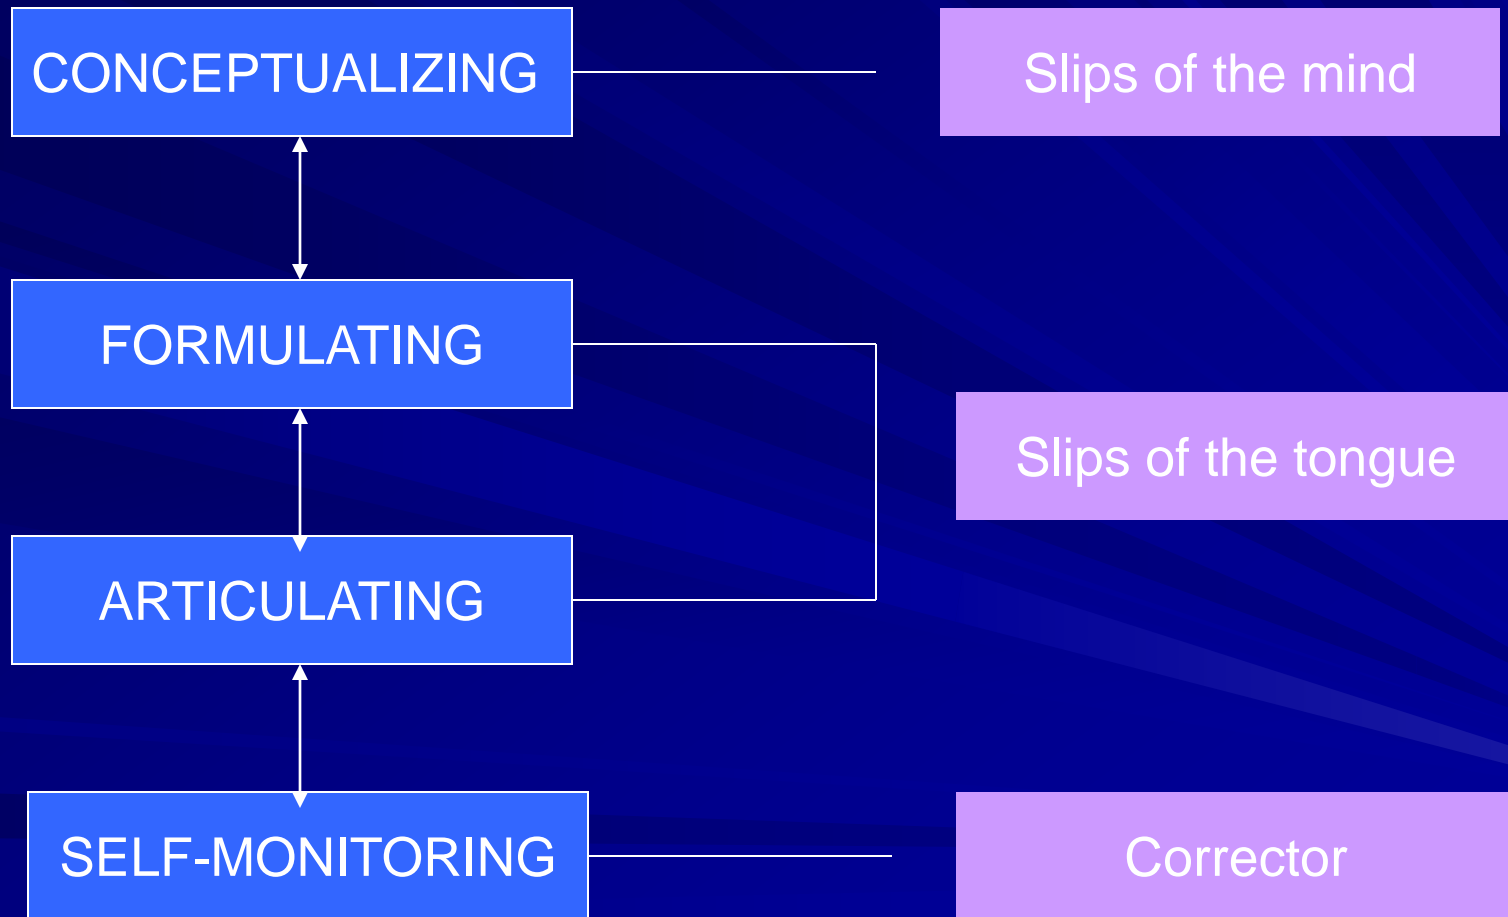 CONCEPTUALIZING
Slips of the mind
FORMULATING
Slips of the tongue
ARTICULATING
SELF-MONITORING
Corrector